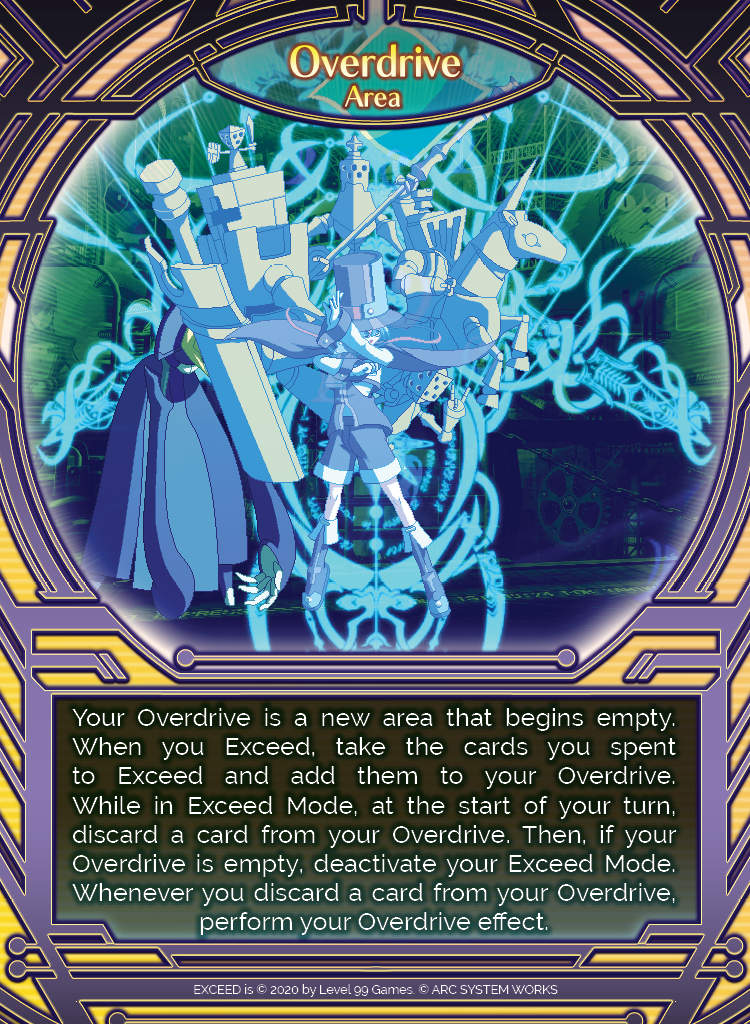 Overdrive
Area
Your Overdrive is a new area that begins empty.
When you Exceed, take the cards you spent
to Exceed and add them to your Overdrive.
While in Exceed Mode, at the start of your turn,
discard a card from your Overdrive. Then, if your
Overdrive is empty, deactivate your Exceed Mode.
Whenever you discard a card from your Overdrive,
perform your Overdrive effect.
EXCEED is © 2020 by Level 99 Games. © ARC SYSTEM WORKS